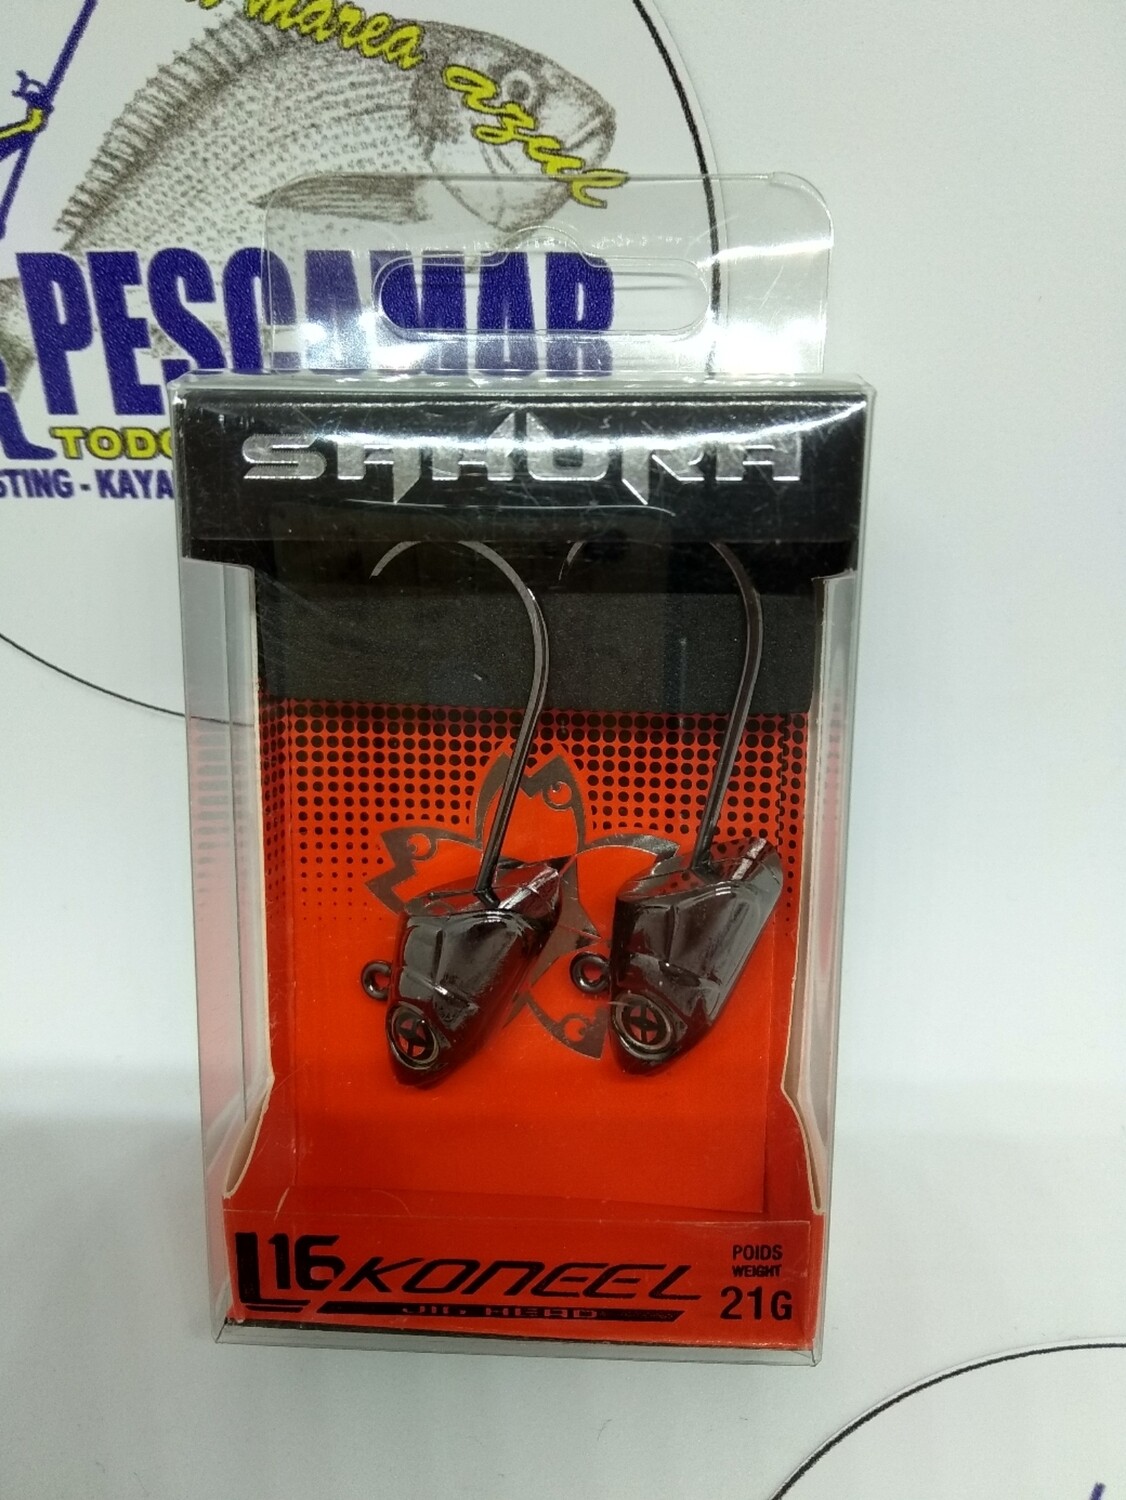 marea azul
PESCAMAR
TODO
STING - KAYA
SAKURA
L16 KONEEL
JIG HEAD
POIDS
WEIGHT
21G